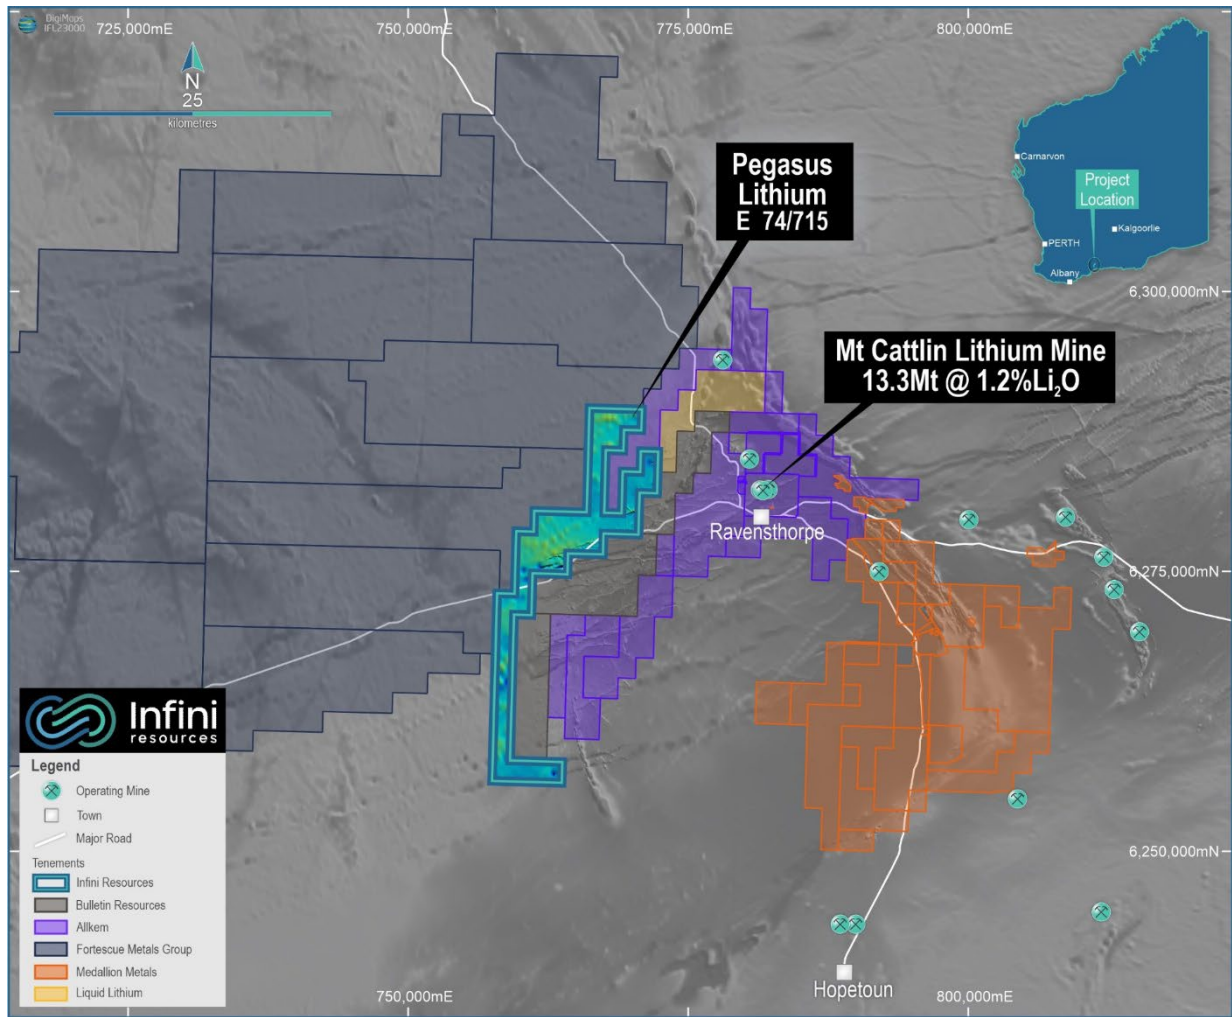 DigiMaps
IFL23000
725,000mE
750,000mE
775,000mE
800,000mE
N
25
kilometres
Pegasus
Lithium
E 74/715
Carnarvon
Project
Location
Kalgoorlie
PERTH
Albany
6,300,000mN
Mt Cattlin Lithium Mine
13.3Mt @ 1.2%Li₂O
Ravensthorpe
6,275,000mN
Infini
resources
Legend
Operating Mine
Town
Major Road
Tenements
Infini Resources
Bulletin Resources
Allkem
Fortescue Metals Group
Medallion Metals
Liquid Lithium
6,250,000mN
Hopetoun
750,000mE
800,000mE